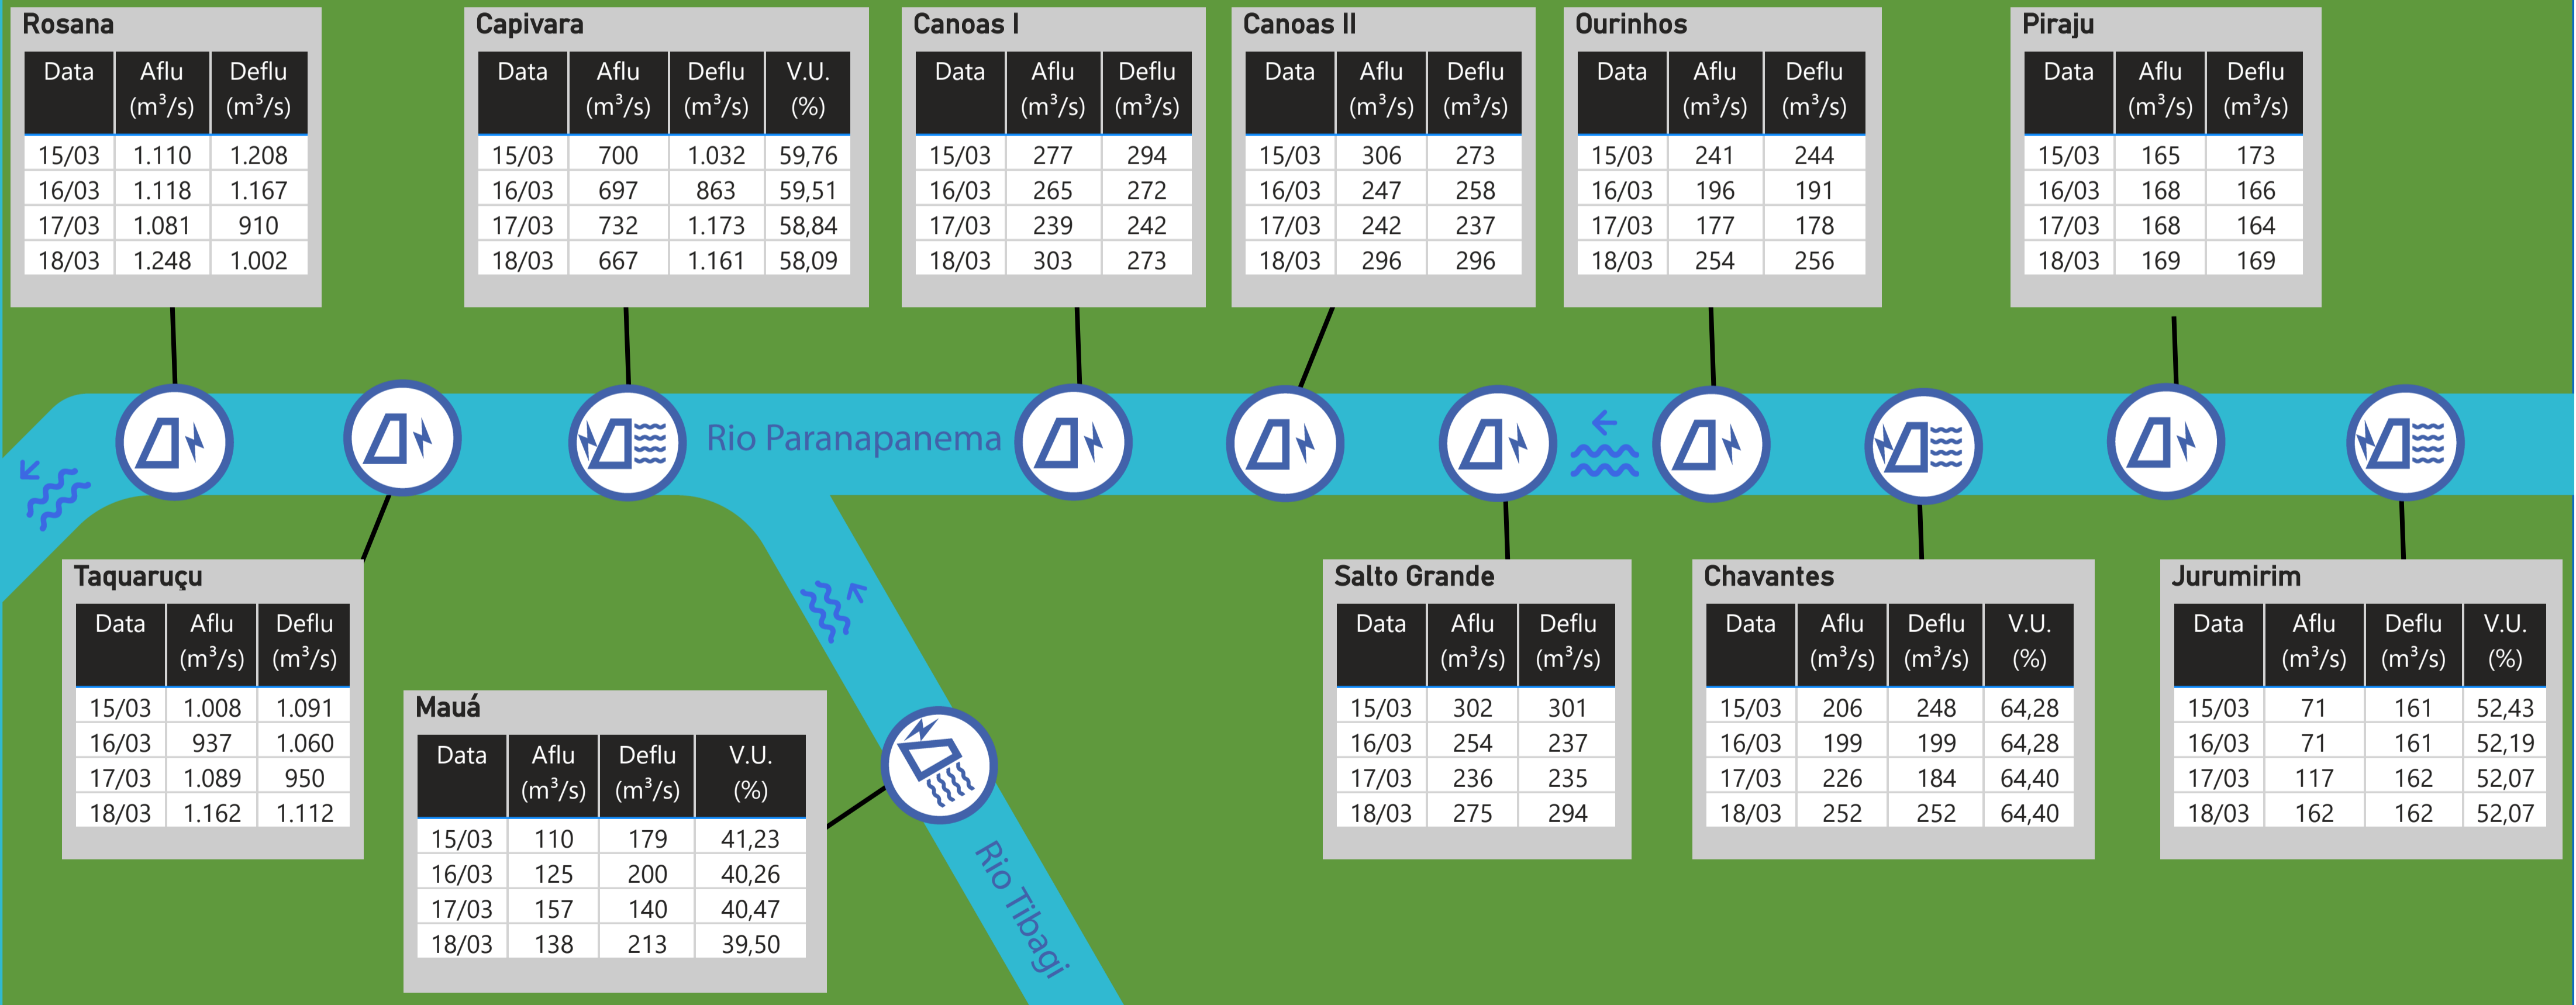 Rosana
Data Aflu (m³/s) Deflu (m³/s)
15/03 1.110 1.208
16/03 1.118 1.167
17/03 1.081 910
18/03 1.248 1.002
Capivara
Data Aflu (m³/s) Deflu (m³/s) V.U. (%)
15/03 700 1.032 59,76
16/03 697 863 59,51
17/03 732 1.173 58,84
18/03 667 1.161 58,09
Canoas I
Data Aflu (m³/s) Deflu (m³/s)
15/03 277 294
16/03 265 272
17/03 239 242
18/03 303 273
Canoas II
Data Aflu (m³/s) Deflu (m³/s)
15/03 306 273
16/03 247 258
17/03 242 237
18/03 296 296
Ourinhos
Data Aflu (m³/s) Deflu (m³/s)
15/03 241 244
16/03 196 191
17/03 177 178
18/03 254 256
Piraju
Data Aflu (m³/s) Deflu (m³/s)
15/03 165 173
16/03 168 166
17/03 168 164
18/03 169 169
Rio Paranapanema
Taquaruçu
Data Aflu (m³/s) Deflu (m³/s)
15/03 1.008 1.091
16/03 937 1.060
17/03 1.089 950
18/03 1.162 1.112
Mauá
Data Aflu (m³/s) Deflu (m³/s) V.U. (%)
15/03 110 179 41,23
16/03 125 200 40,26
17/03 157 140 40,47
18/03 138 213 39,50
Rio Tibagi
Salto Grande
Data Aflu (m³/s) Deflu (m³/s)
15/03 302 301
16/03 254 237
17/03 236 235
18/03 275 294
Chavantes
Data Aflu (m³/s) Deflu (m³/s) V.U. (%)
15/03 206 248 64,28
16/03 199 199 64,28
17/03 226 184 64,40
18/03 252 252 64,40
Jurumirim
Data Aflu (m³/s) Deflu (m³/s) V.U. (%)
15/03 71 161 52,43
16/03 71 161 52,19
17/03 117 162 52,07
18/03 162 162 52,07